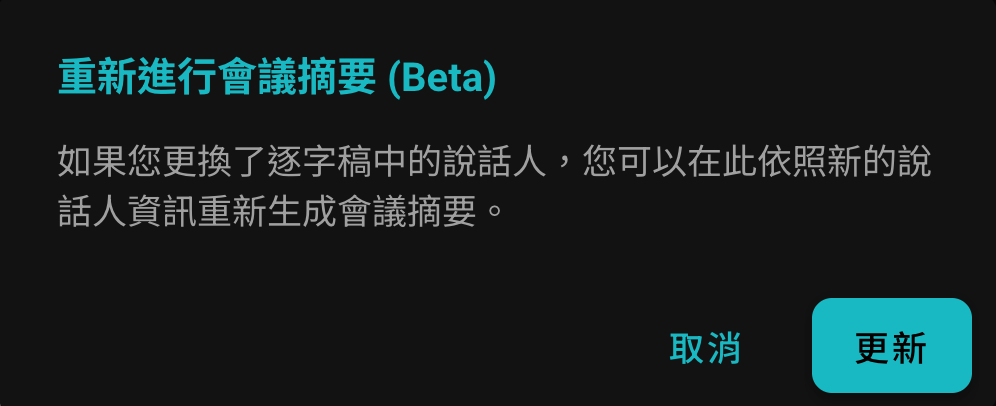 重新進行會議摘要 (Beta)
如果您更換了逐字稿中的說話人，您可以在此依照新的說
話人資訊重新生成會議摘要。
取消
更新